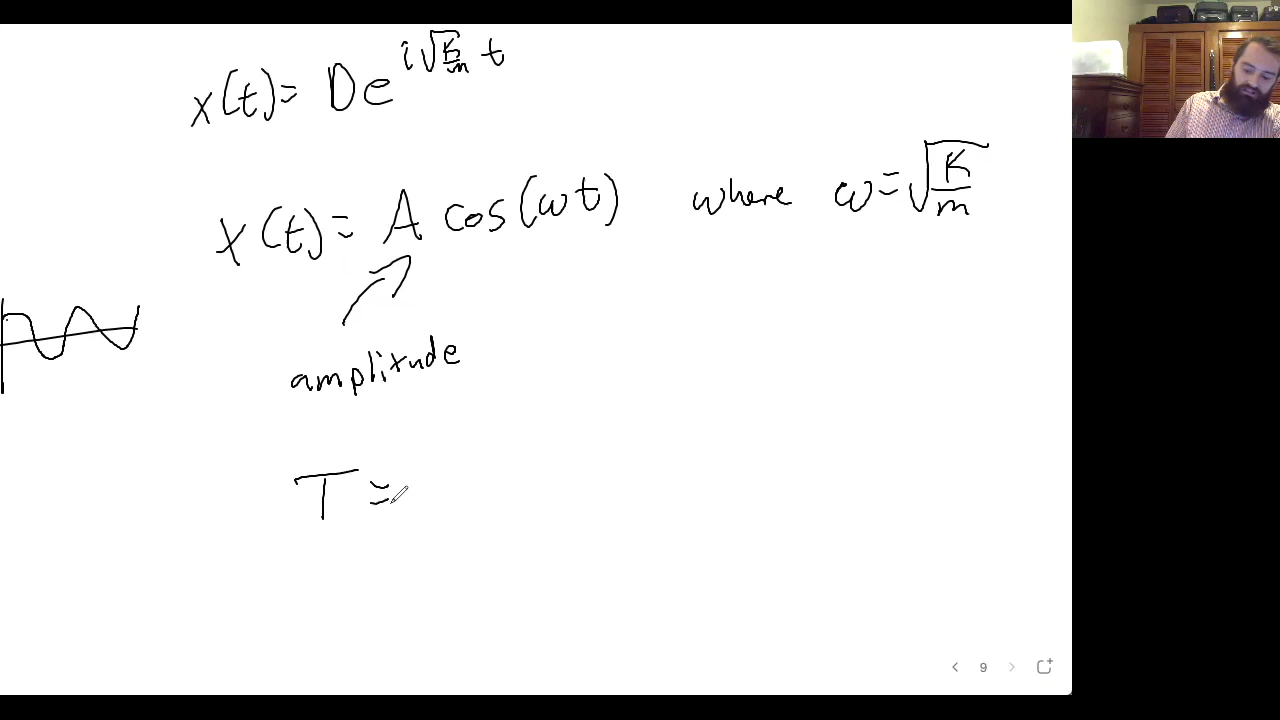 x(t)= De^{i√(k/m) t}
x(t)= A cos(ωt) where ω=√(k/m)
amplitude
T =
9